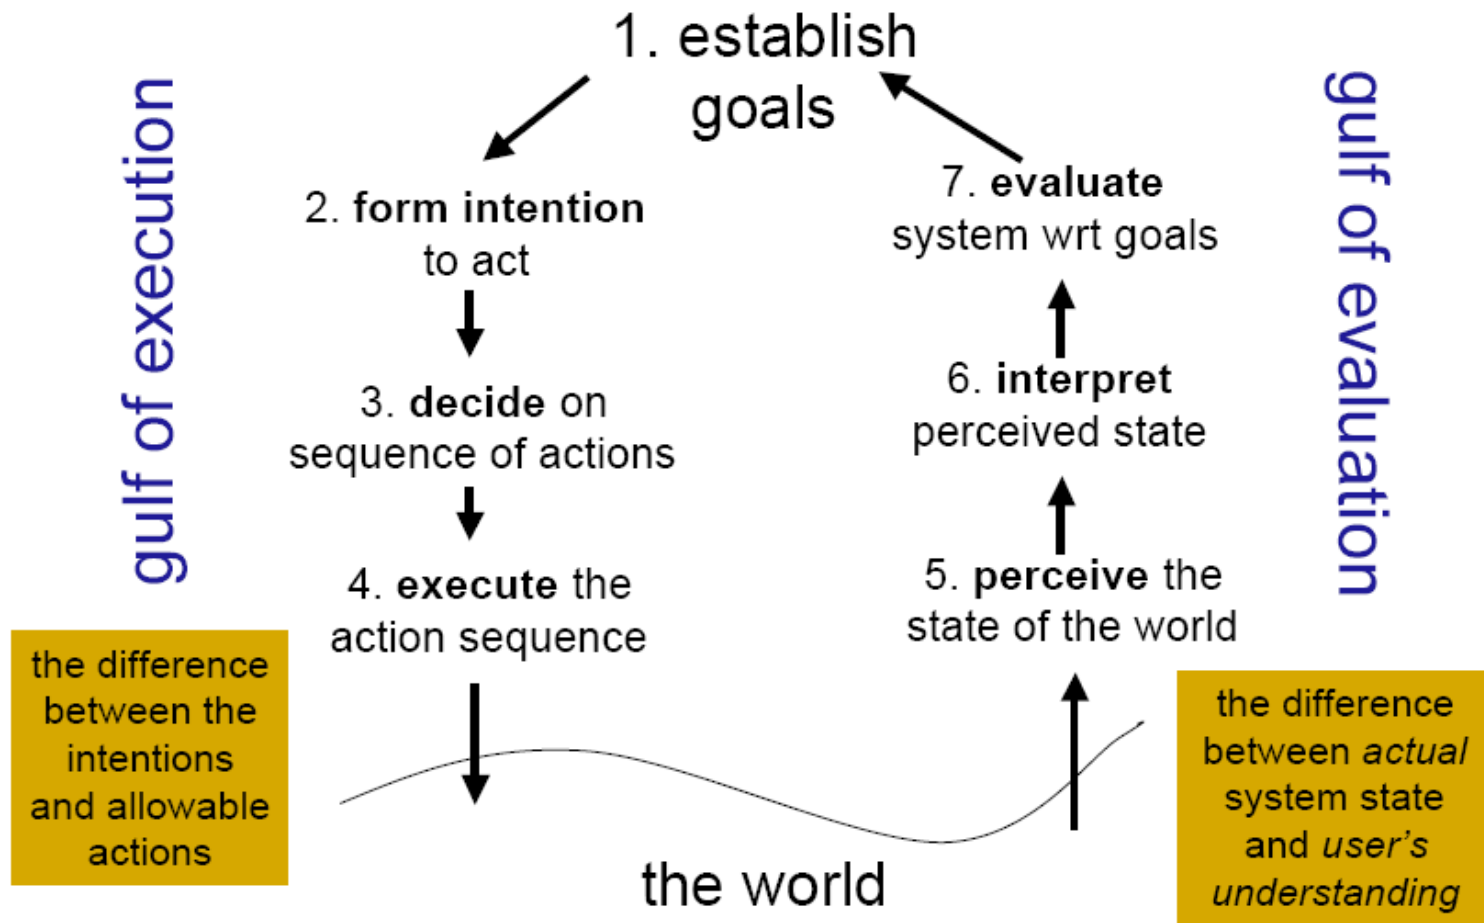 1. establish
goals
gulf of execution
2. form intention
to act
3. decide on
sequence of actions
4. execute the
action sequence
the difference
between the
intentions
and allowable
actions
the world
5. perceive the
state of the world
6. interpret
perceived state
7. evaluate
system wrt goals
gulf of evaluation
the difference
between actual
system state
and user's
understanding